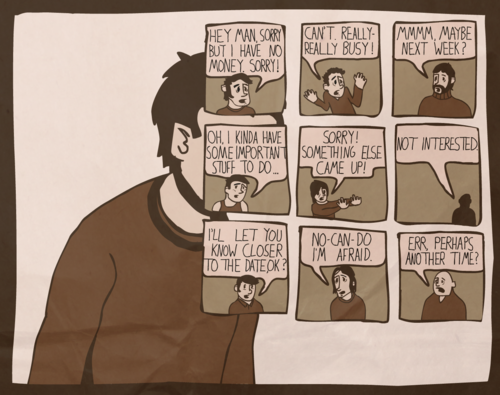 HEY MAN, SORRY
BUT I HAVE NO
MONEY. SORRY!
CAN'T. REALLY-
REALLY BUSY!
MMMM, MAYBE
NEXT WEEK?
OH, I KINDA HAVE
SOME IMPORTANT
STUFF TO DO...
SORRY!
SOMETHING ELSE
CAME UP!
NOT INTERESTED
I'LL LET YOU
KNOW CLOSER
TO THE DATE,OK?
NO-CAN-DO
I'M AFRAID.
ERR, PERHAPS
ANOTHER TIME?